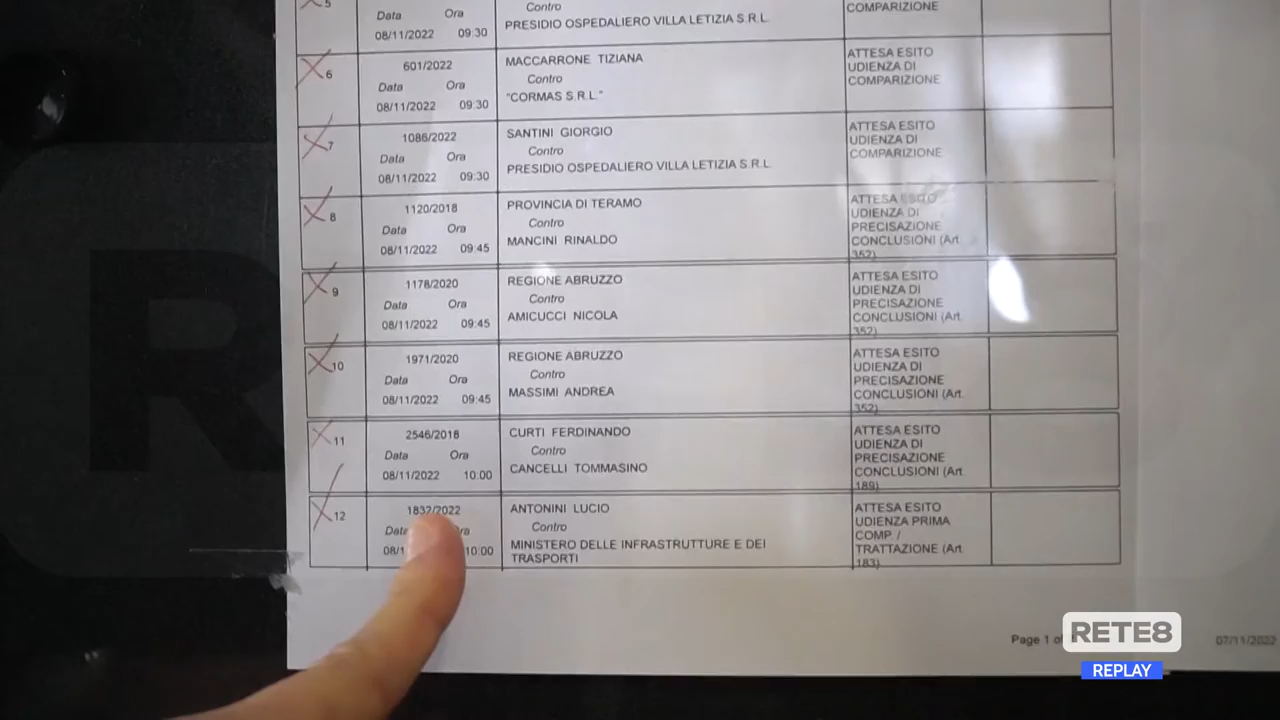 5
Data Ora
08/11/2022 09:30
Contro
PRESIDIO OSPEDALIERO VILLA LETIZIA S.R.L.
COMPARIZIONE
6
601/2022
Data Ora
08/11/2022 09:30
MACCARRONE TIZIANA
Contro
"CORMAS S.R.L."
ATTESA ESITO
UDIENZA DI
COMPARIZIONE
7
1086/2022
Data Ora
08/11/2022 09:30
SANTINI GIORGIO
Contro
PRESIDIO OSPEDALIERO VILLA LETIZIA S.R.L.
ATTESA ESITO
UDIENZA DI
COMPARIZIONE
8
1120/2018
Data Ora
08/11/2022 09:45
PROVINCIA DI TERAMO
Contro
MANCINI RINALDO
ATTESA ESITO
UDIENZA DI
PRECISAZIONE
CONCLUSIONI (Art.
352)
9
1178/2020
Data Ora
08/11/2022 09:45
REGIONE ABRUZZO
Contro
AMICUCCI NICOLA
ATTESA ESITO
UDIENZA DI
PRECISAZIONE
CONCLUSIONI (Art.
352)
10
1971/2020
Data Ora
08/11/2022 09:45
REGIONE ABRUZZO
Contro
MASSIMI ANDREA
ATTESA ESITO
UDIENZA DI
PRECISAZIONE
CONCLUSIONI (Art.
352)
11
2546/2018
Data Ora
08/11/2022 10:00
CURTI FERDINANDO
Contro
CANCELLI TOMMASINO
ATTESA ESITO
UDIENZA DI
PRECISAZIONE
CONCLUSIONI (Art.
189)
12
1832/2022
Data
10:00
ANTONINI LUCIO
Contro
MINISTERO DELLE INFRASTRUTTURE E DEI
TRASPORTI
ATTESA ESITO
UDIENZA PRIMA
COMP. /
TRATTAZIONE (Art.
183)
Page 1 of
07/11/2022
RETE8
REPLAY